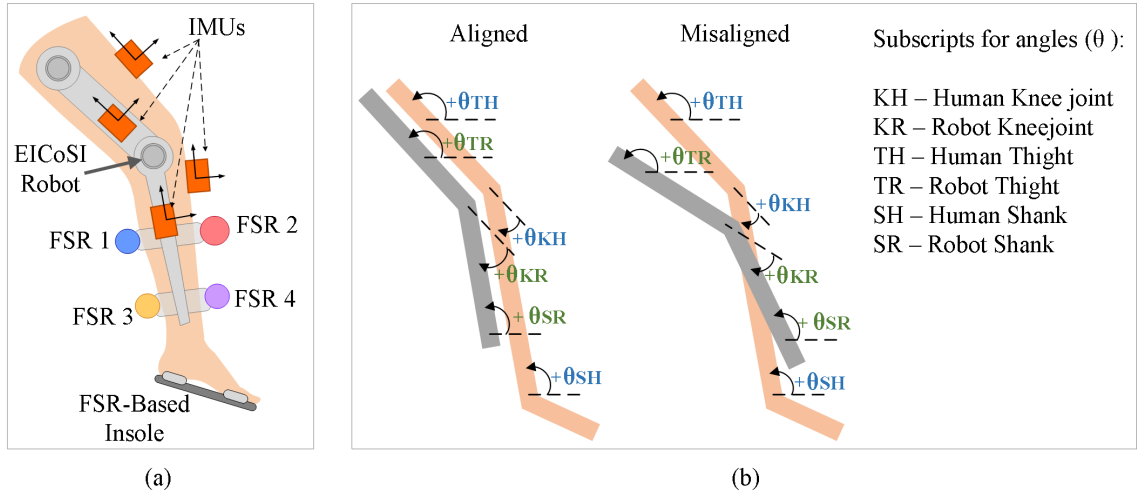 IMUs
EICoSI
Robot
FSR 1
FSR 2
FSR 3
FSR 4
FSR-Based
Insole
(a)
Aligned
+θTH
+θTR
+θKH
+θKR
+ θSR
+θSH
Misaligned
+θTH
+θTR
+θKH
+θKR
+ θSR
+θSH
Subscripts for angles (θ ):
KH – Human Knee joint
KR – Robot Kneejoint
TH – Human Thight
TR – Robot Thight
SH – Human Shank
SR – Robot Shank
(b)